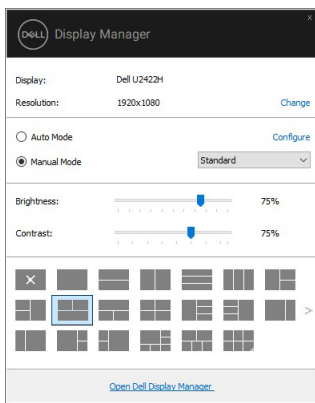 x
DELL Display Manager
Display: Dell U2422H
Resolution: 1920x1080 Change
Auto Mode Configure
Manual Mode Standard
Brightness: 75%
Contrast: 75%
Open Dell Display Manager